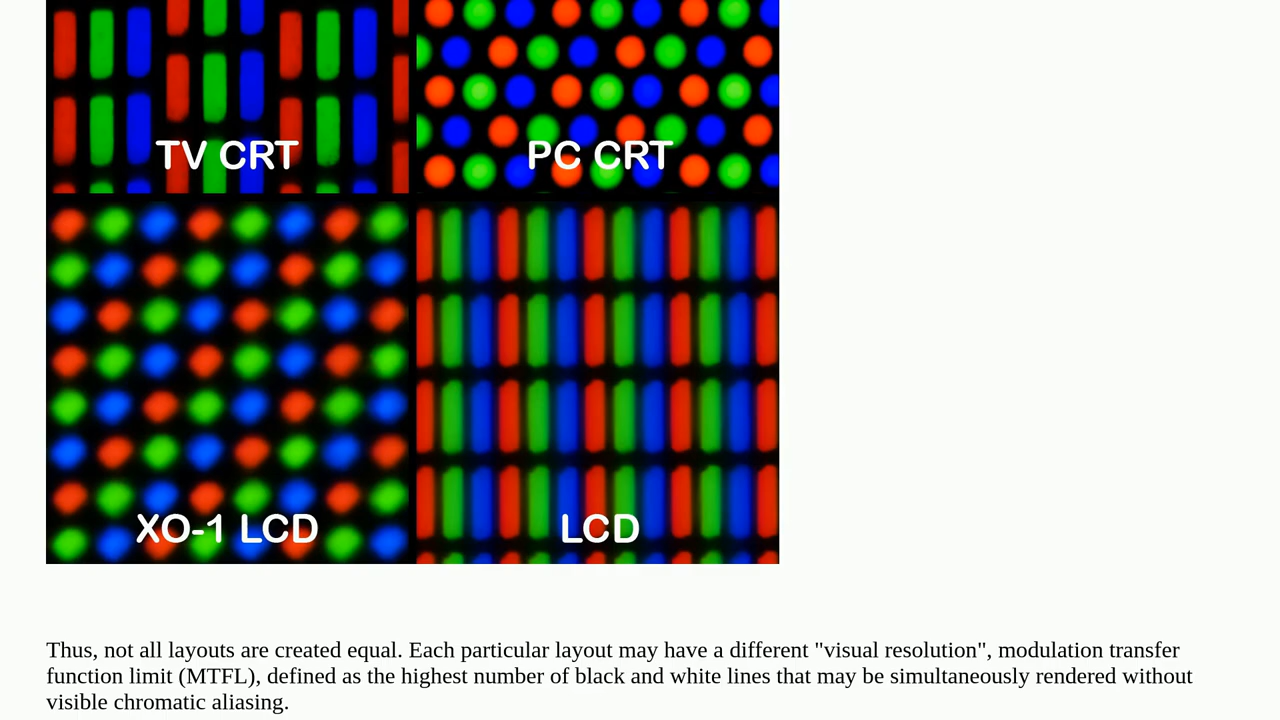 TV CRT
PC CRT
XO-1 LCD
LCD
Thus, not all layouts are created equal. Each particular layout may have a different "visual resolution", modulation transfer
function limit (MTFL), defined as the highest number of black and white lines that may be simultaneously rendered without
visible chromatic aliasing.